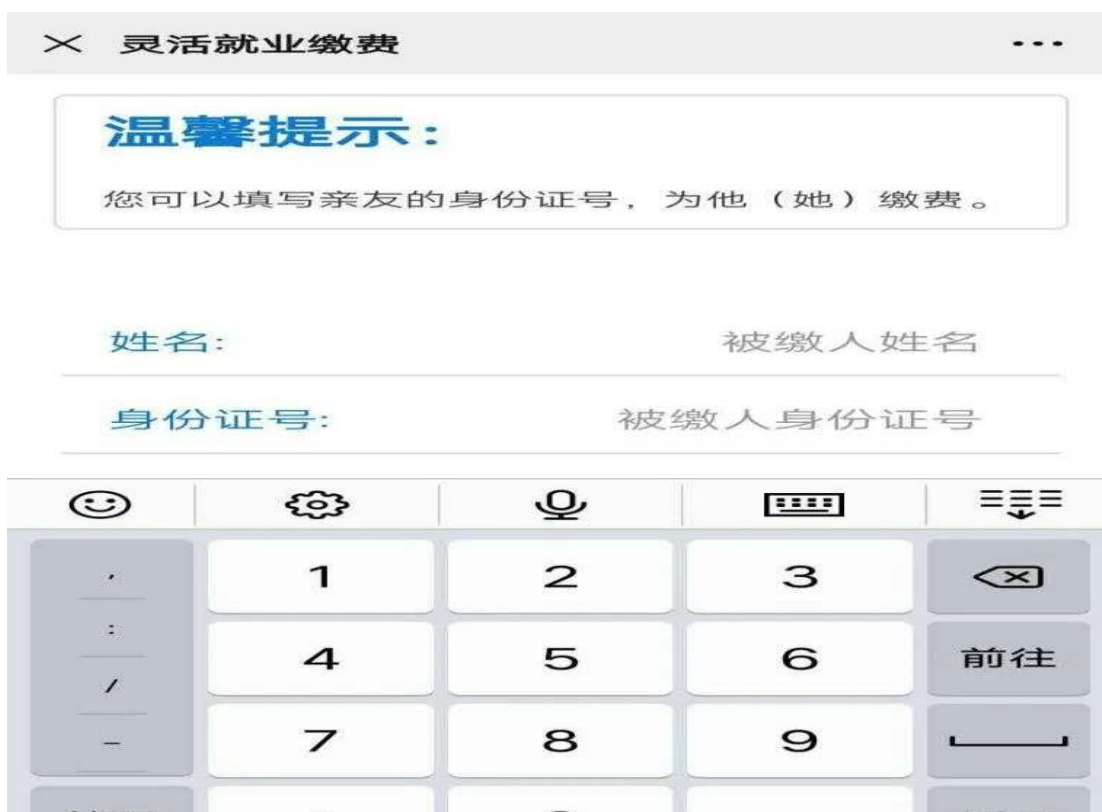 灵活就业缴费
温馨提示：
您可以填写亲友的身份证号，为他（她）缴费。
姓名: 被缴人姓名
身份证号: 被缴人身份证号
, 1 2 3
: 4 5 6 前往
/
- 7 8 9